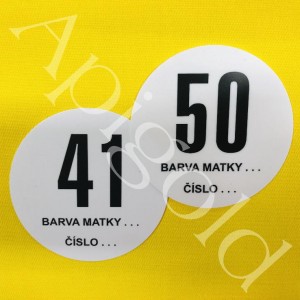 41
BARVA MATKY . . .
ČÍSLO . . .
50
BARVA MATKY . . .
ČÍSLO . . .
Apigold